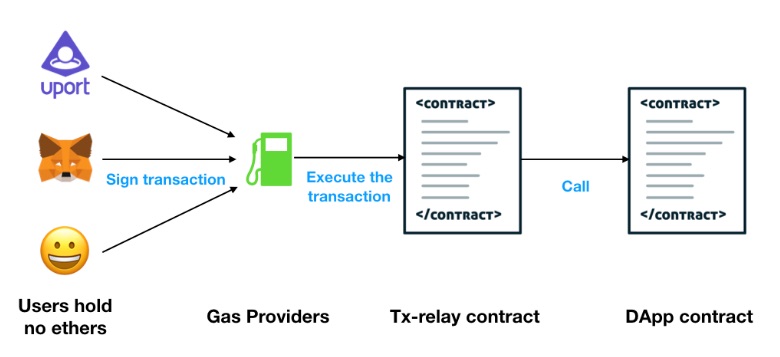 uport
<CONTRACT>
<CONTRACT>
Sign transaction
Execute the
transaction
Call
</CONTRACT>
</CONTRACT>
Users hold
no ethers
Gas Providers
Tx-relay contract
DApp contract